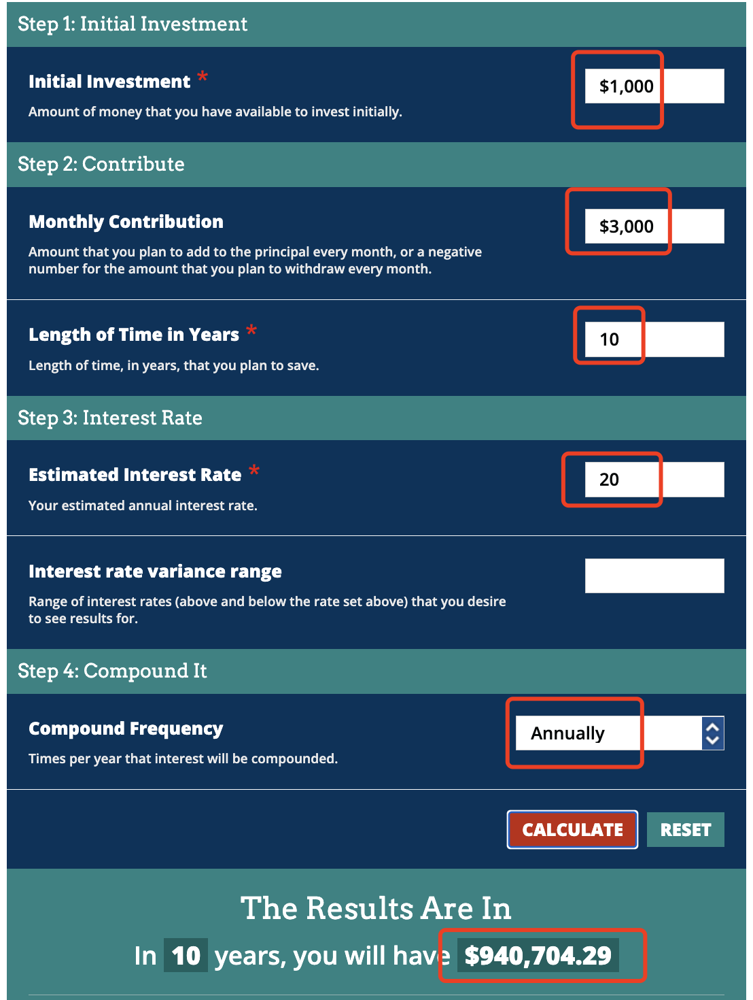 Step 1: Initial Investment
Initial Investment *
$1,000
Amount of money that you have available to invest initially.
Step 2: Contribute
Monthly Contribution
$3,000
Amount that you plan to add to the principal every month, or a negative
number for the amount that you plan to withdraw every month.
Length of Time in Years *
10
Length of time, in years, that you plan to save.
Step 3: Interest Rate
Estimated Interest Rate *
20
Your estimated annual interest rate.
Interest rate variance range
Range of interest rates (above and below the rate set above) that you desire
to see results for.
Step 4: Compound It
Compound Frequency
Annually
Times per year that interest will be compounded.
CALCULATE RESET
The Results Are In
In 10 years, you will have $940,704.29